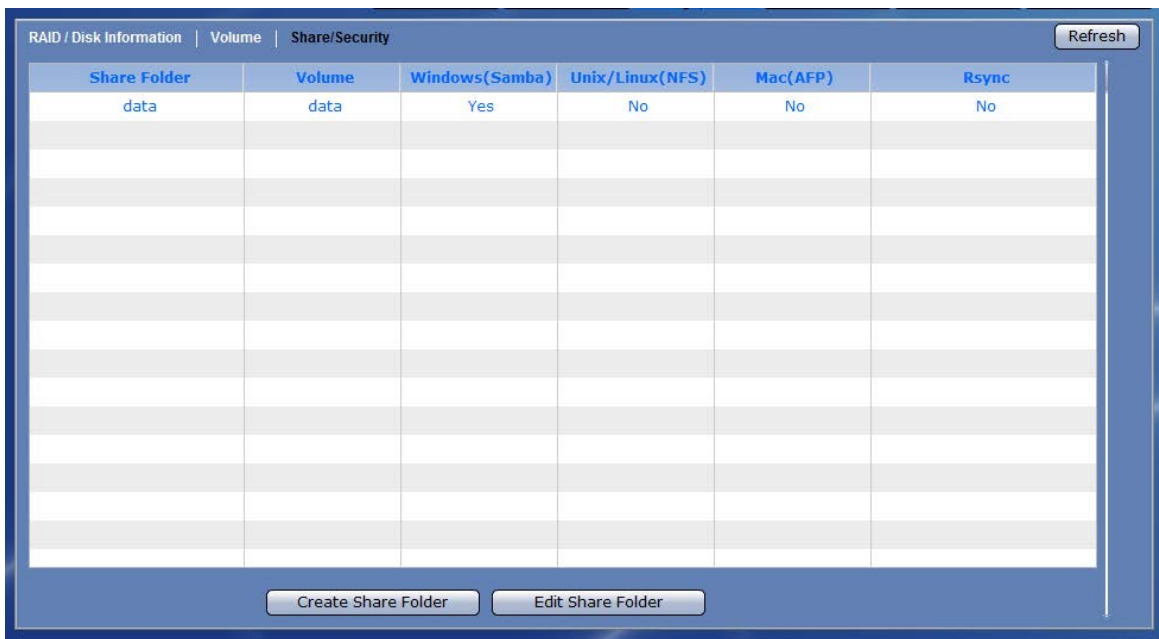 RAID / Disk Information | Volume | Share/Security Refresh
Share Folder Volume Windows(Samba) Unix/Linux(NFS) Mac(AFP) Rsync
data data Yes No No No
Create Share Folder Edit Share Folder